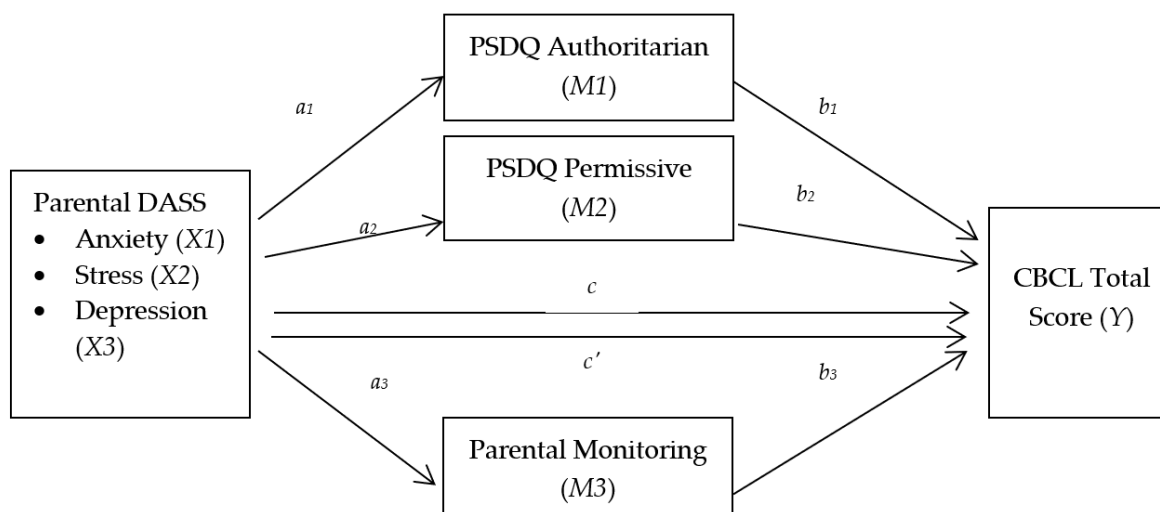 PSDQ Authoritarian
(M1)
a1
b1
PSDQ Permissive
(M2)
a2
b2
Parental DASS
• Anxiety (X1)
• Stress (X2)
• Depression
(X3)
c
c'
CBCL Total
Score (Y)
a3
b3
Parental Monitoring
(M3)